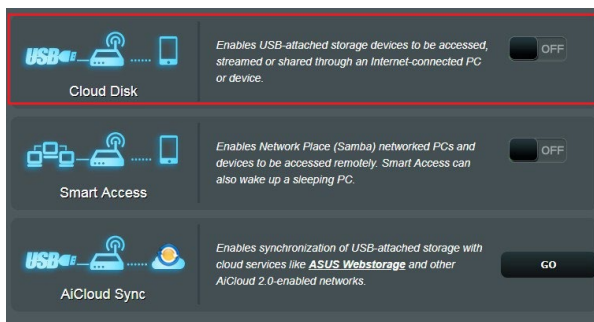 USB
Cloud Disk
Enables USB-attached storage devices to be accessed,
streamed or shared through an Internet-connected PC
or device.
OFF
Smart Access
Enables Network Place (Samba) networked PCs and
devices to be accessed remotely. Smart Access can
also wake up a sleeping PC.
OFF
USB
AiCloud Sync
Enables synchronization of USB-attached storage with
cloud services like ASUS Webstorage and other
AiCloud 2.0-enabled networks.
GO